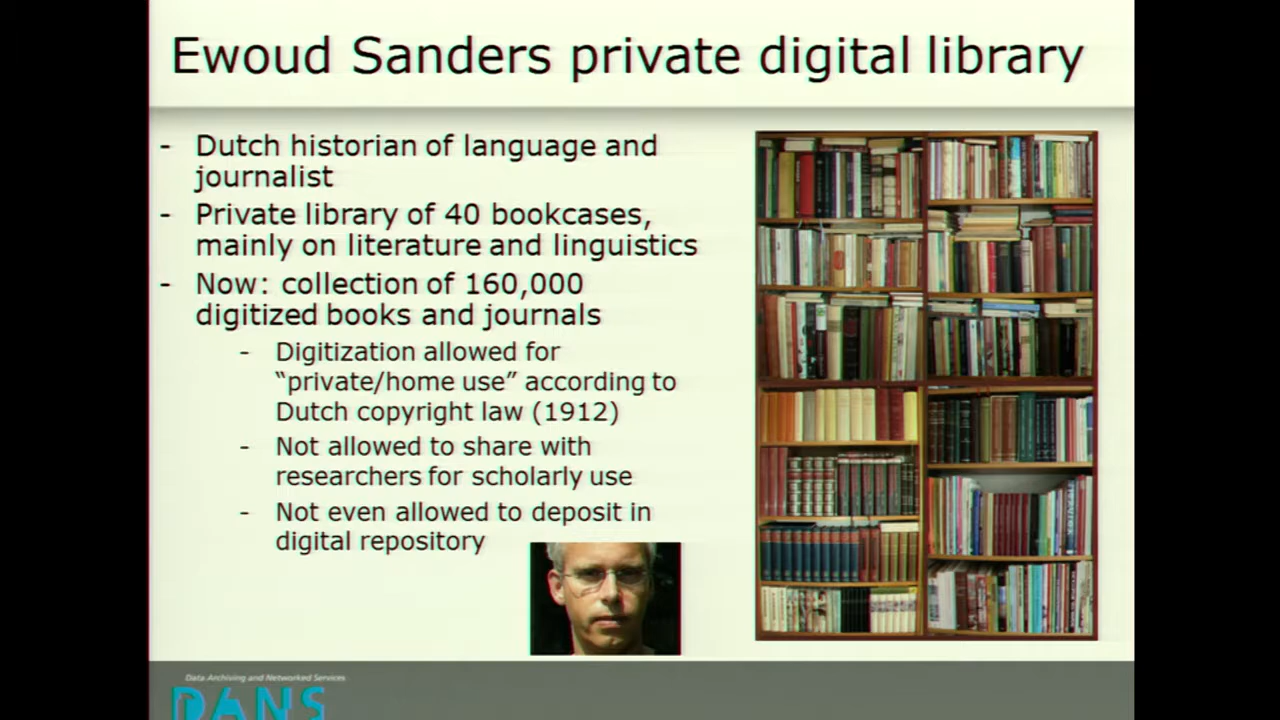 Ewoud Sanders private digital library
- Dutch historian of language and
journalist
- Private library of 40 bookcases,
mainly on literature and linguistics
- Now: collection of 160,000
digitized books and journals
- Digitization allowed for
“private/home use” according to
Dutch copyright law (1912)
- Not allowed to share with
researchers for scholarly use
- Not even allowed to deposit in
digital repository
Data Archiving and Networked Services
DANS